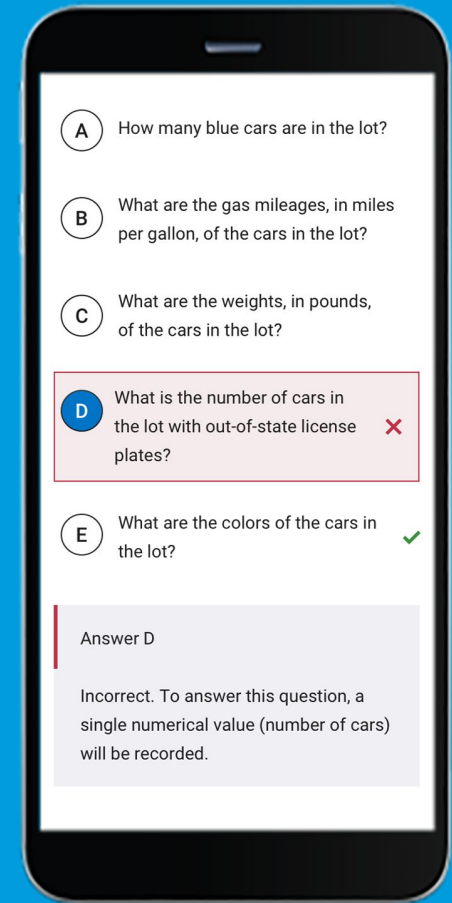 A How many blue cars are in the lot?
B What are the gas mileages, in miles
per gallon, of the cars in the lot?
C What are the weights, in pounds,
of the cars in the lot?
D What is the number of cars in
the lot with out-of-state license
plates?
E What are the colors of the cars in
the lot?
Answer D
Incorrect. To answer this question, a
single numerical value (number of cars)
will be recorded.